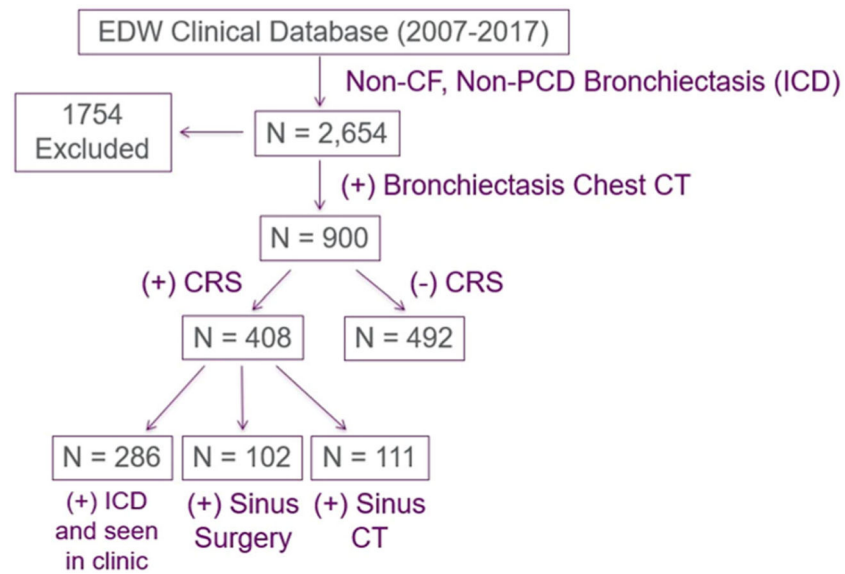 EDW Clinical Database (2007-2017)
Non-CF, Non-PCD Bronchiectasis (ICD)
1754
Excluded
N = 2,654
(+) Bronchiectasis Chest CT
N = 900
(+) CRS
(-) CRS
N = 408
N = 492
N = 286
N = 102
N = 111
(+) ICD
and seen
in clinic
(+) Sinus
Surgery
(+) Sinus
CT